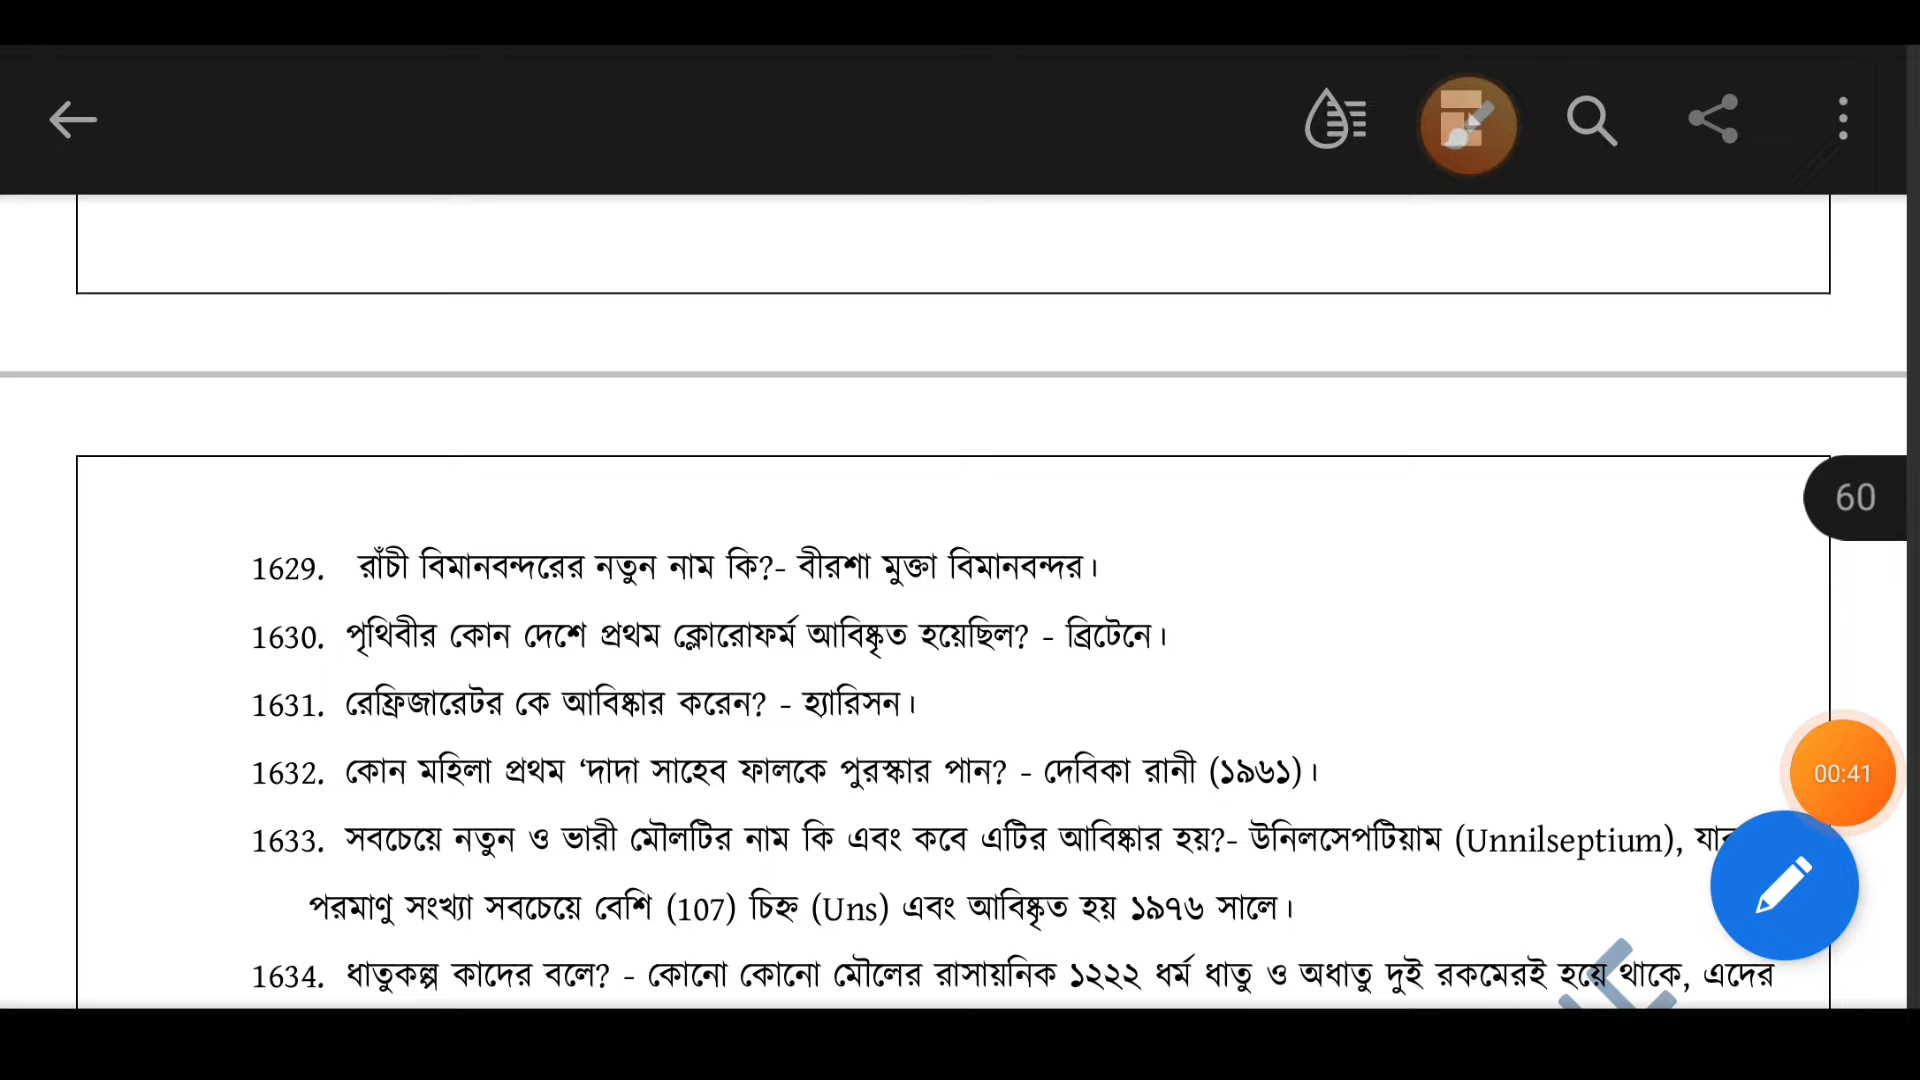 60
1629. রাঁচী বিমানবন্দরের নতুন নাম কি?- বীরশা মুক্তা বিমানবন্দর।
1630. পৃথিবীর কোন দেশে প্রথম ক্লোরোফর্ম আবিষ্কৃত হয়েছিল? - ব্রিটেনে।
1631. রেফ্রিজারেটর কে আবিষ্কার করেন? - হ্যারিসন।
1632. কোন মহিলা প্রথম ‘দাদা সাহেব ফালকে পুরস্কার পান? - দেবিকা রানী (১৯৬১)।
00:41
1633. সবচেয়ে নতুন ও ভারী মৌলটির নাম কি এবং কবে এটির আবিষ্কার হয়?- উনিলসেপটিয়াম (Unnilseptium),
পরমাণু সংখ্যা সবচেয়ে বেশি (107) চিহ্ন (Uns) এবং আবিষ্কৃত হয় ১৯৭৬ সালে।
1634. ধাতুকল্প কাদের বলে? - কোনো কোনো মৌলের রাসায়নিক ১২২২ ধর্ম ধাতু ও অধাতু দুই রকমেরই হয়ে থাকে, এদের